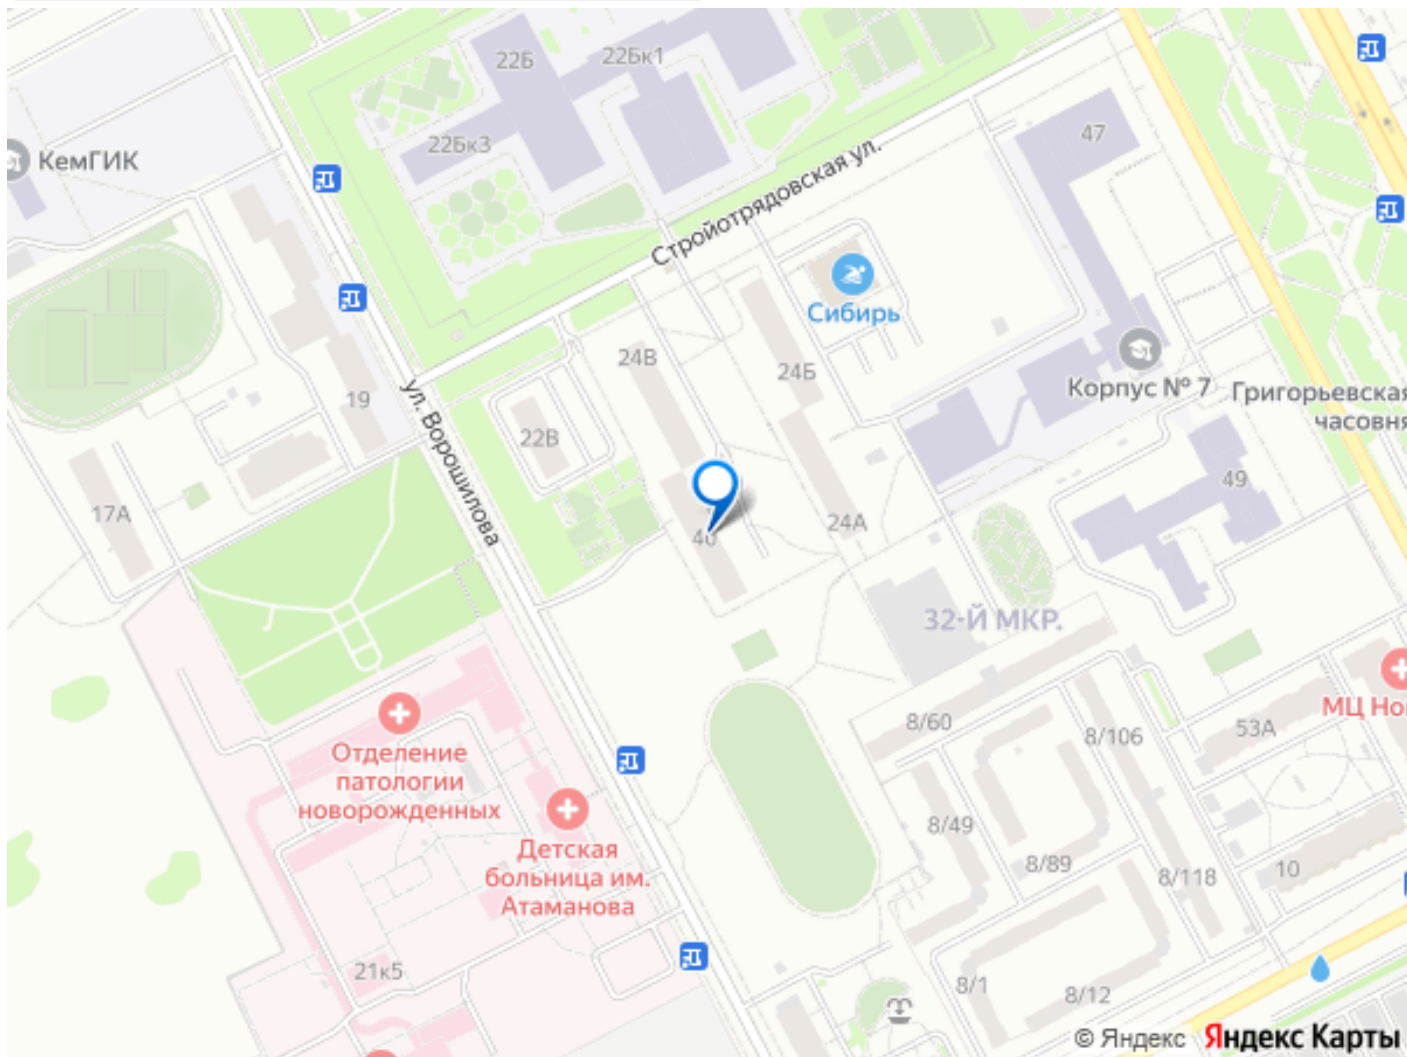 22Б
22Бк1
47
22Бк3
КемГИК
Стройотрядовская ул.
Сибирь
24В
24Б
Корпус № 7
Григорьевская
часовня
19
ул. Ворошилова
22В
17А
49
24А
40
32-Й МКР.
МЦ Нов
8/60
8/106
53А
Отделение
патологии
новорожденных
8/49
8/89
8/118
10
Детская
больница им.
Атаманова
21к5
8/1
8/12
© Яндекс Яндекс Карты